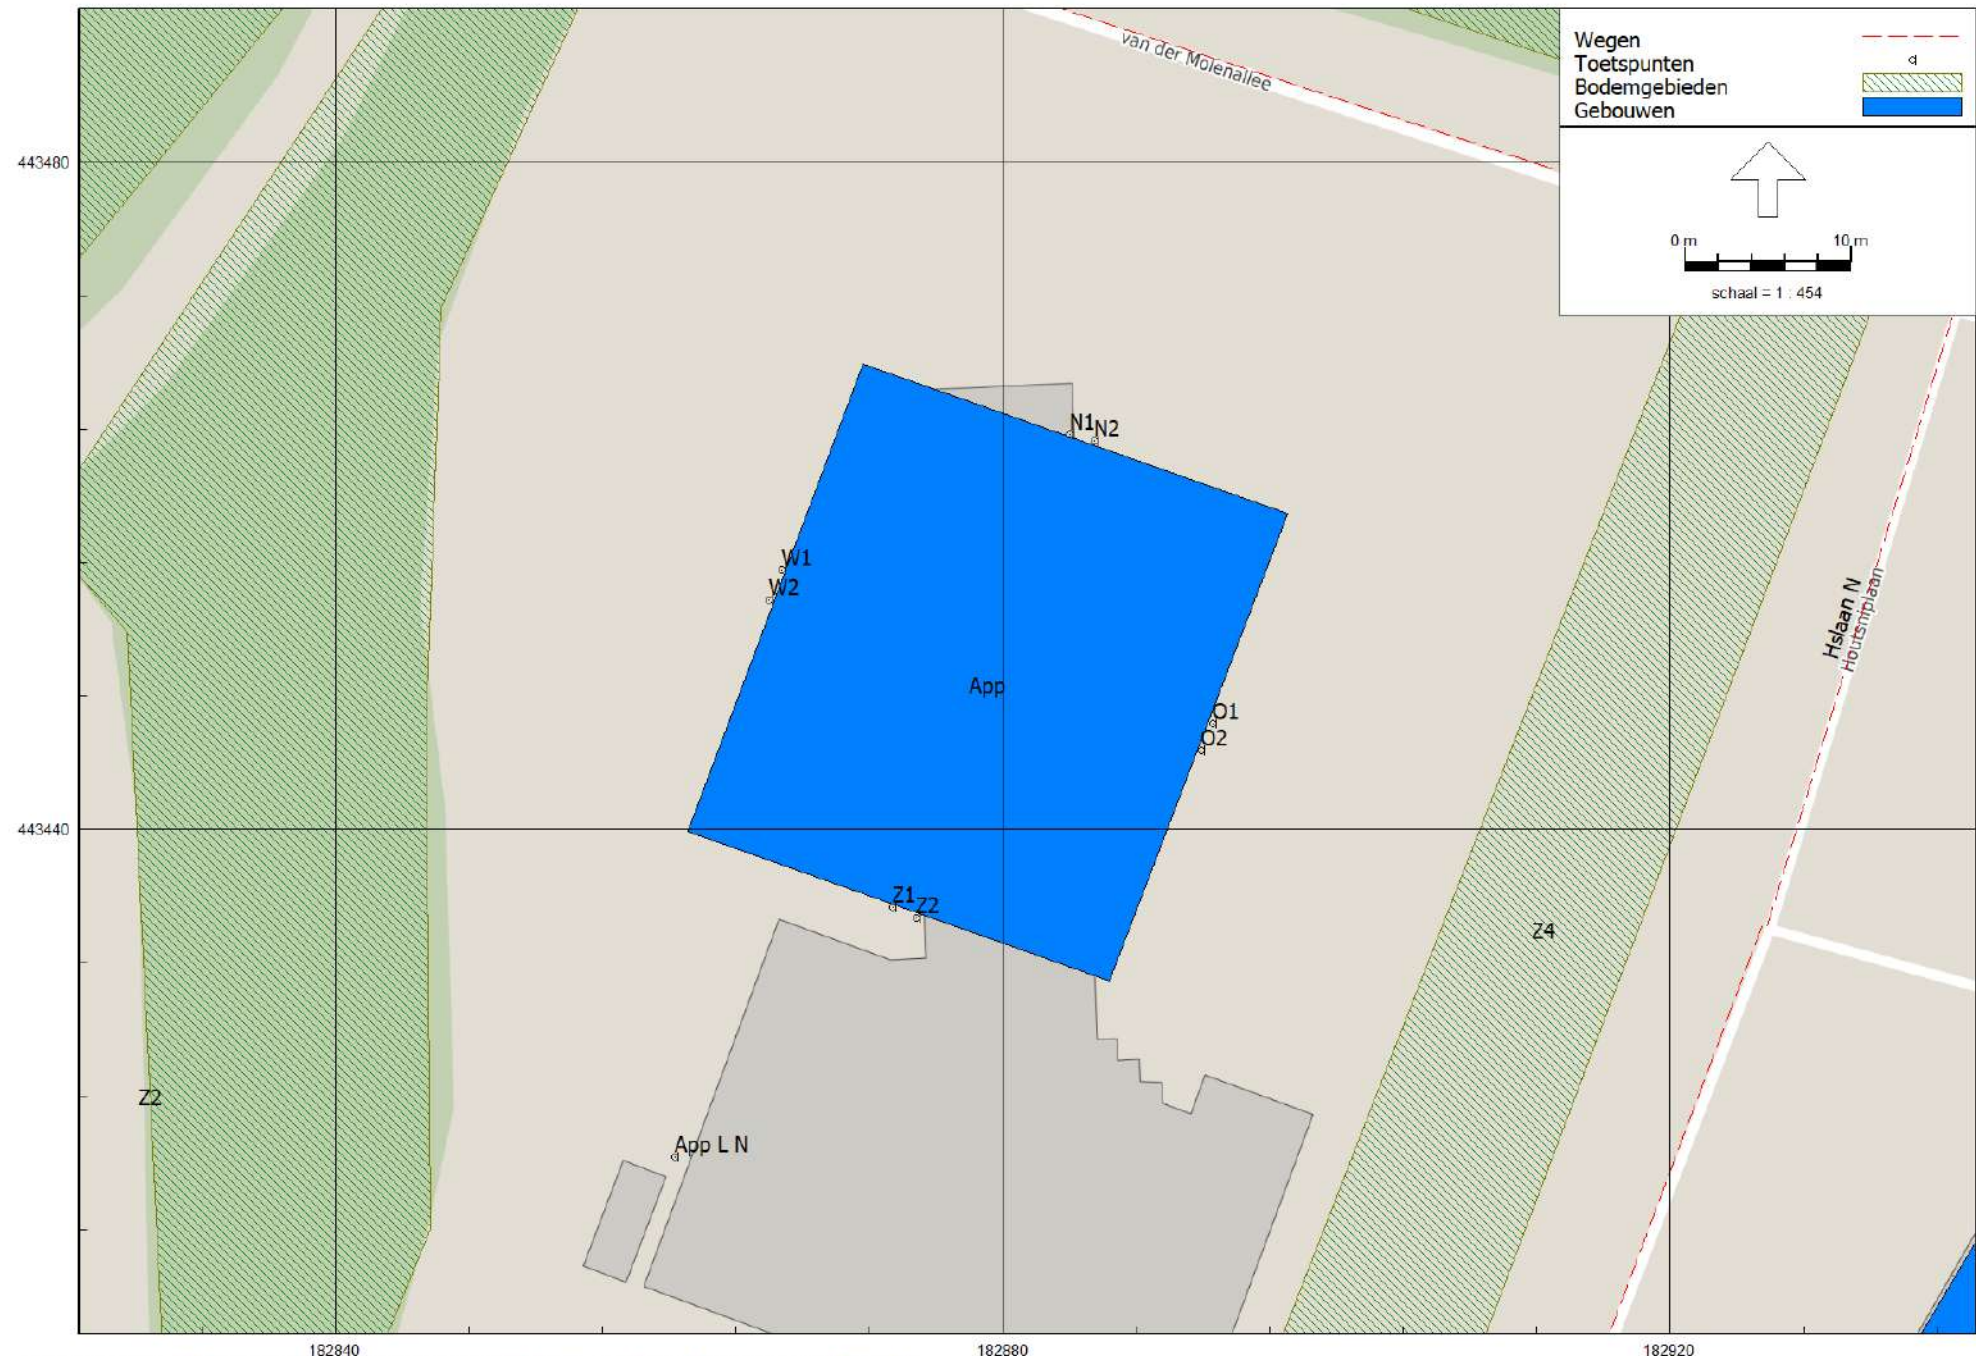 van der Molenallee
Wegen
Toetspunten
Bodemgebieden
Gebouwen
443480
0 m 10 m
schaal = 1 : 454
N1
N2
W1
W2
Hslaan N
Houtsniplaan
App
O1
O2
443440
Z1
Z2
Z4
Z2
App L N
182840
182880
182920